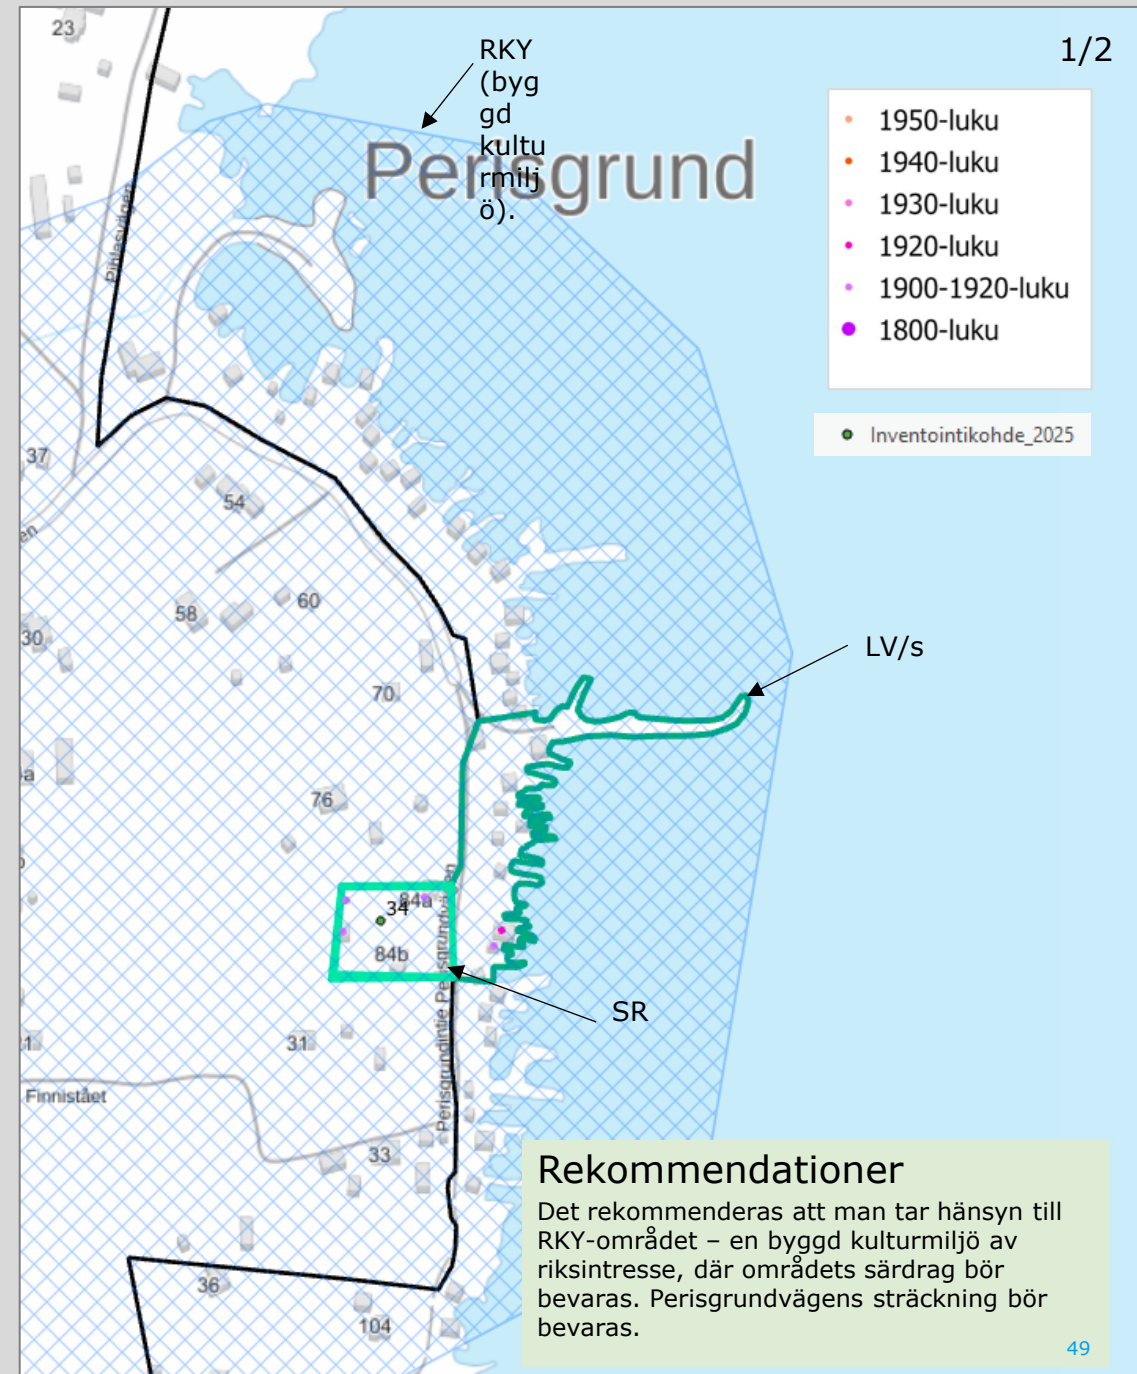 23
RKY
(byg
gd
kultu
rmilj
ö).
1/2
Perisgrund
1950-luku
1940-luku
1930-luku
1920-luku
1900-1920-luku
1800-luku
Inventointikohde_2025
Pihlasvägen
37
54
60
58
30
70
LV/s
76
84a
34
84b
Perisgrundintie Perisgrundvägen
SR
31
Finnistået
33
36
104
Rekommendationer
Det rekommenderas att man tar hänsyn till
RKY-området – en byggd kulturmiljö av
riksintresse, där områdets särdrag bör
bevaras. Perisgrundvägens sträckning bör
bevaras.
49